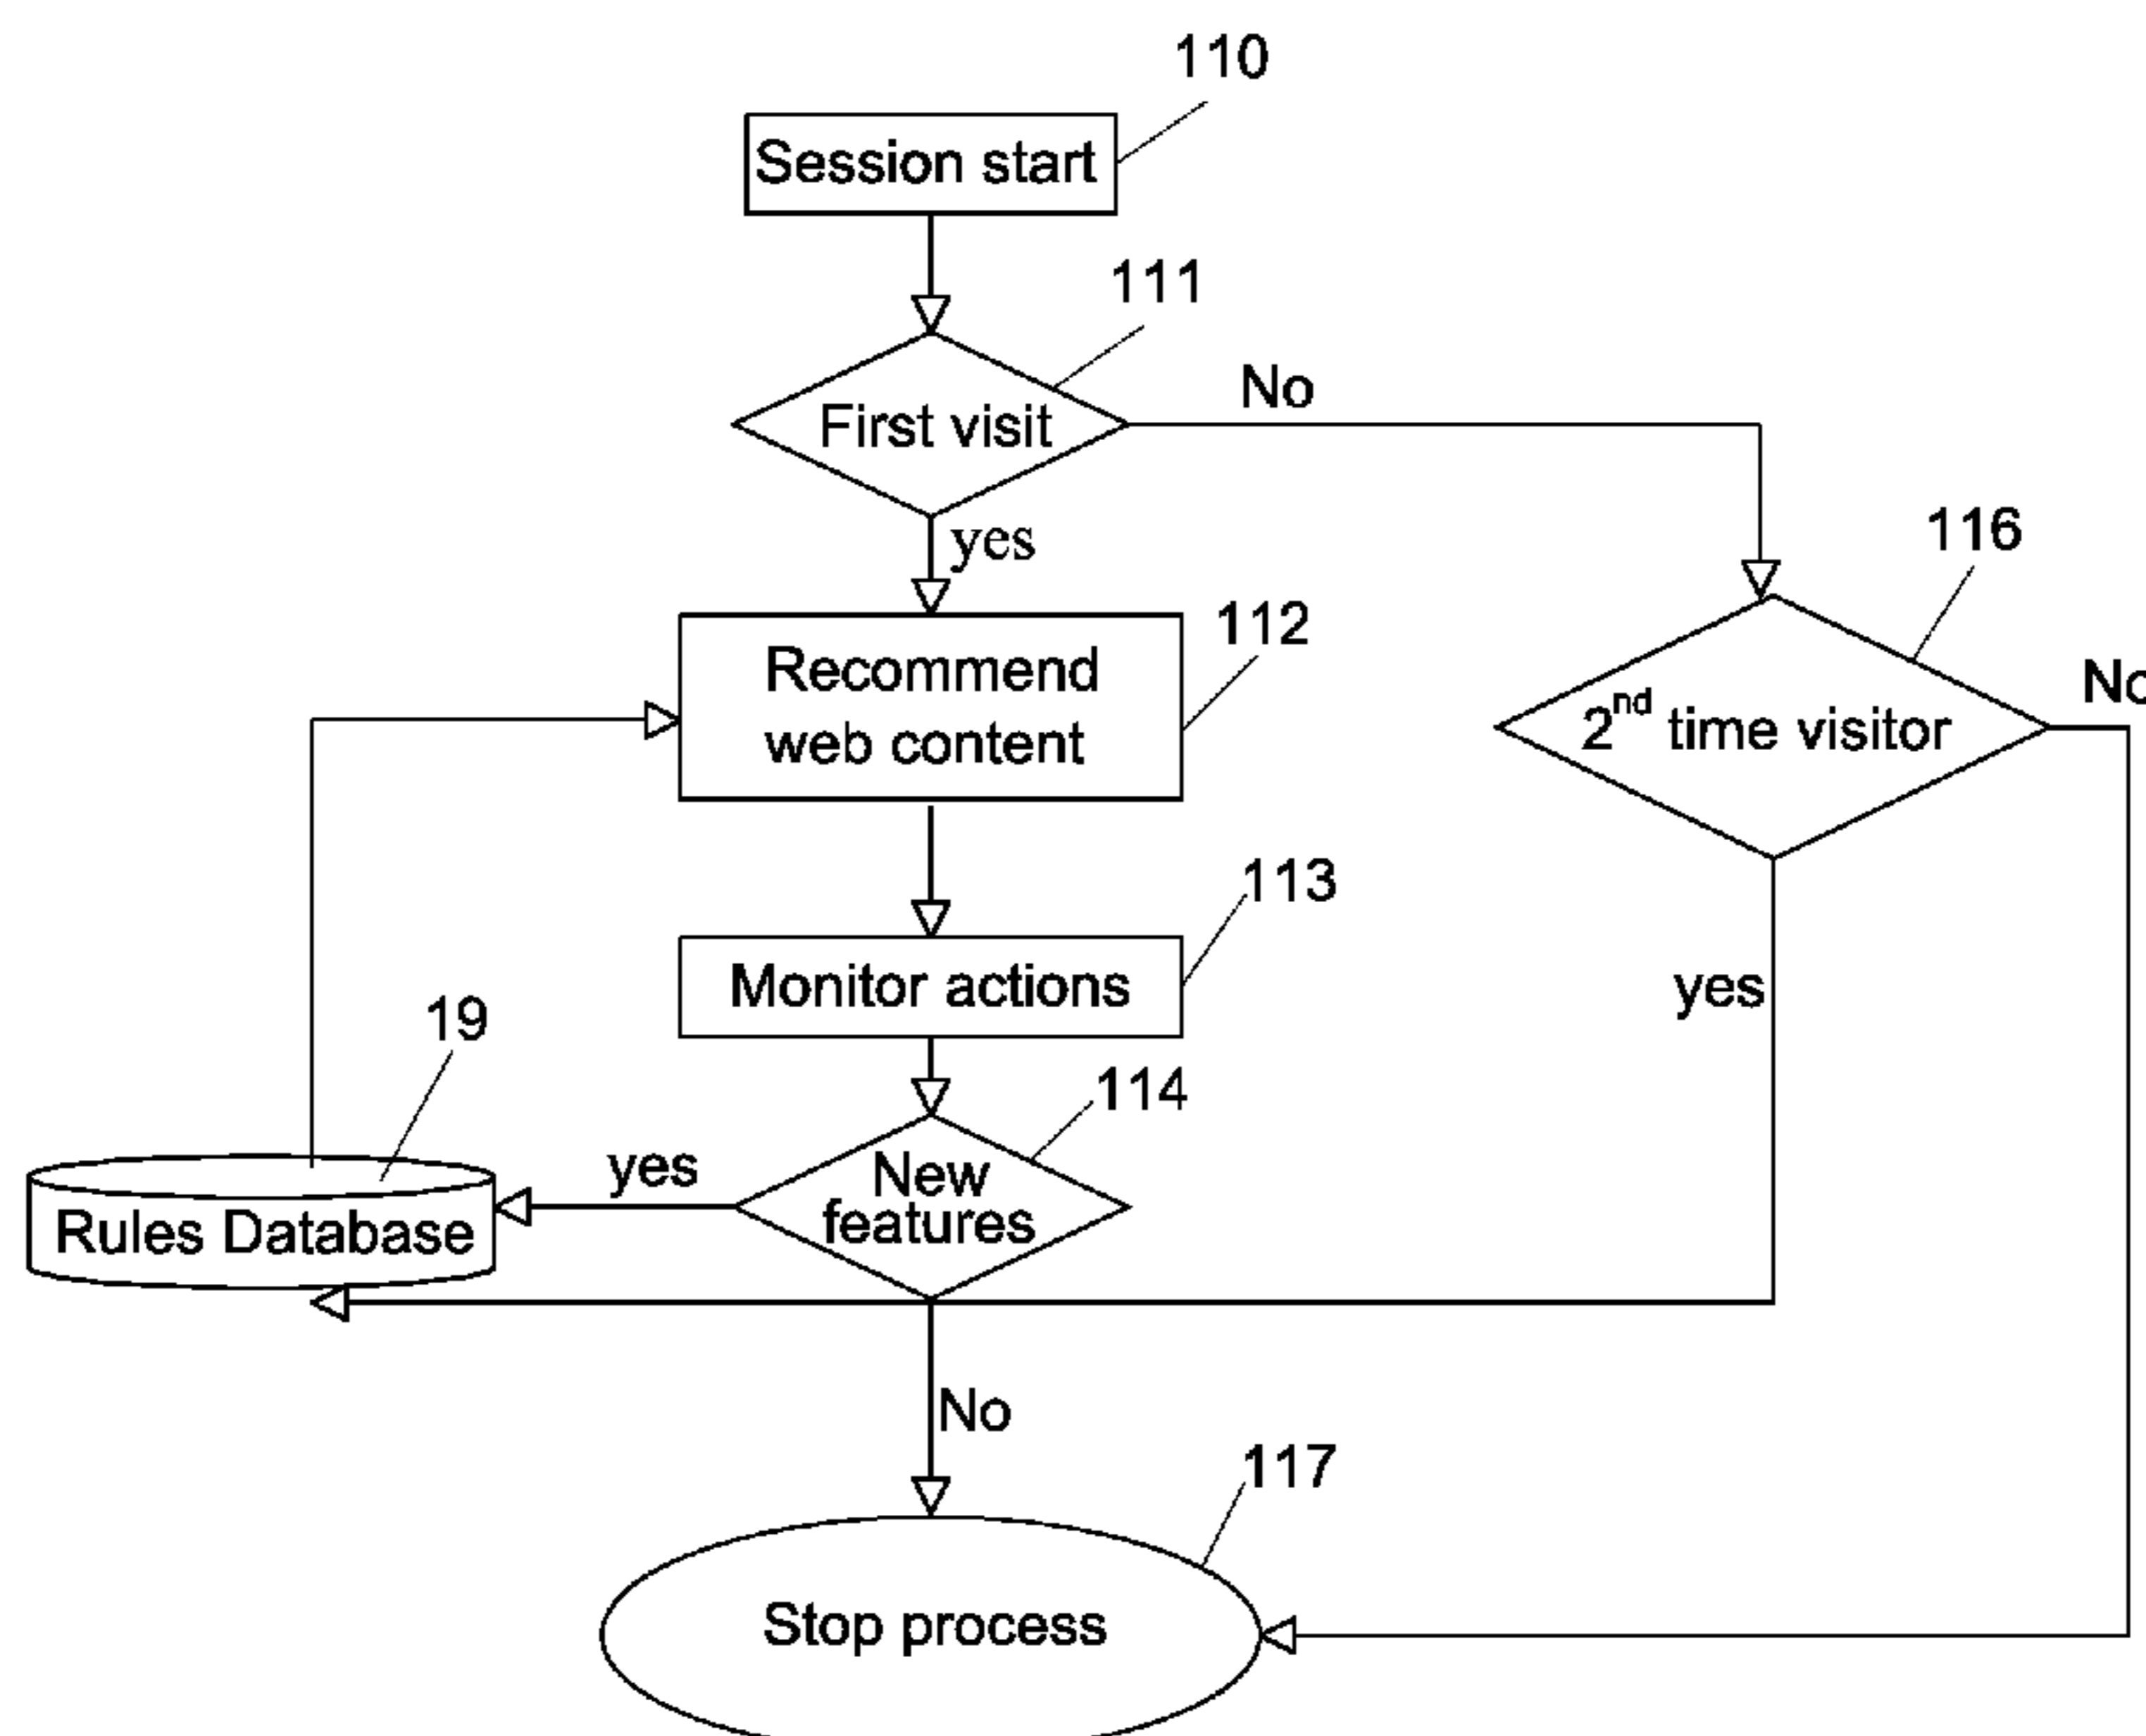 110
Session start
111
First visit
No
yes
116
112
Recommend
web content
No
2nd time visitor
113
Monitor actions
yes
19
114
yes
New
features
Rules Database
No
117
Stop process